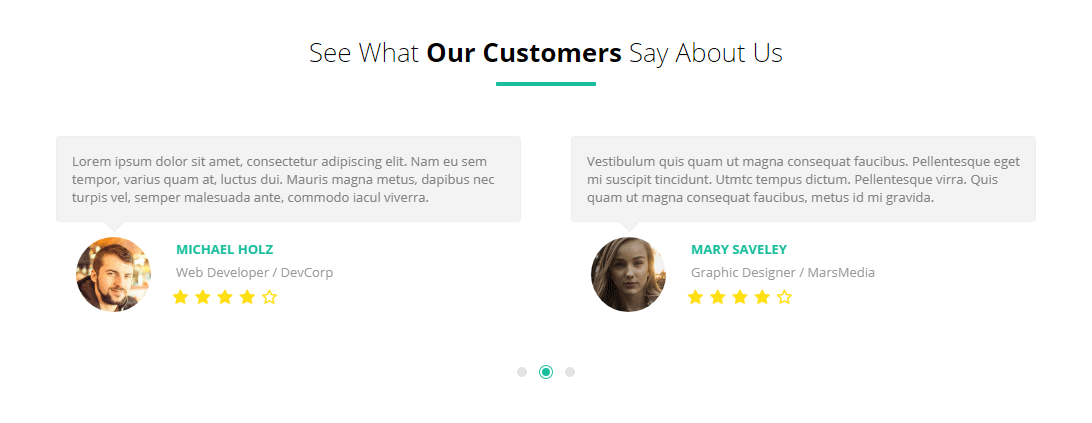 See What Our Customers Say About Us
Lorem ipsum dolor sit amet, consectetur adipiscing elit. Nam eu sem
tempor, varius quam at, luctus dui. Mauris magna metus, dapibus nec
turpis vel, semper malesuada ante, commodo iacul viverra.
MICHAEL HOLZ
Web Developer / DevCorp
Vestibulum quis quam ut magna consequat faucibus. Pellentesque eget
mi suscipit tincidunt. Utmtc tempus dictum. Pellentesque virra. Quis
quam ut magna consequat faucibus, metus id mi gravida.
MARY SAVELEY
Graphic Designer / MarsMedia